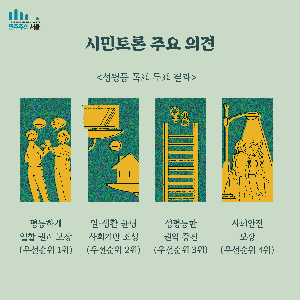 민주주의 서울
시민토론 주요 의견
<성평등 목표 투표 결과>
평등하게
일할 권리 보장
(우선순위 1위)
일·생활 균형
사회기반 조성
(우선순위 2위)
성평등한
권익 증진
(우선순위 3위)
사회안전
보장
(우선순위 4위)